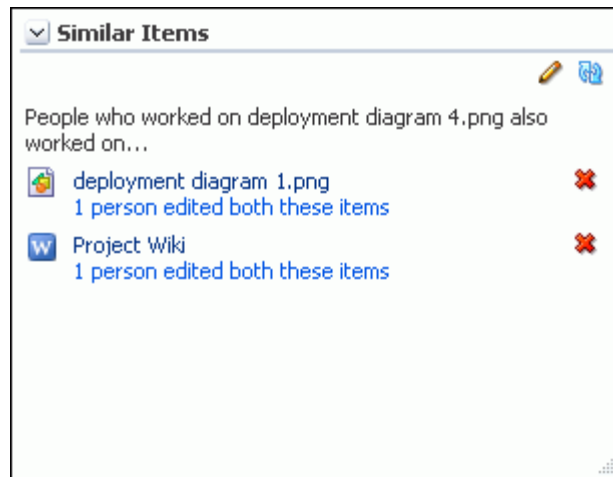 Similar Items
People who worked on deployment diagram 4.png also
worked on...
deployment diagram 1.png
1 person edited both these items
W Project Wiki
1 person edited both these items